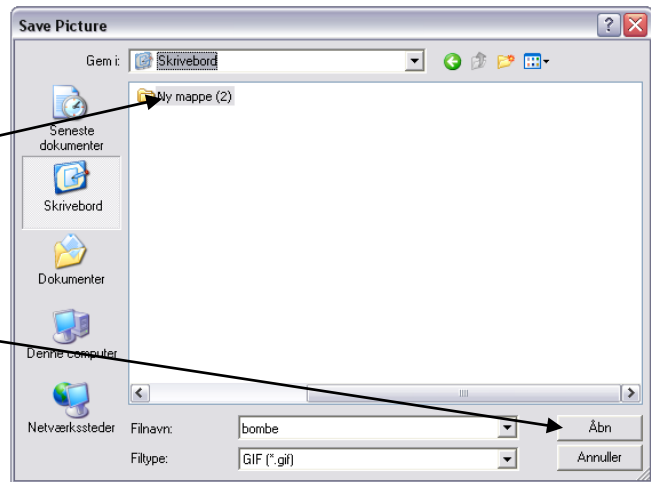 Save Picture
Gem i:
Skrivebord
Ny mappe (2)
Seneste
dokumenter
Skrivebord
Dokumenter
Denne computer
Netværkssteder
Filnavn:
bombe
Åbn
Filtype:
GIF (*.gif)
Annuller